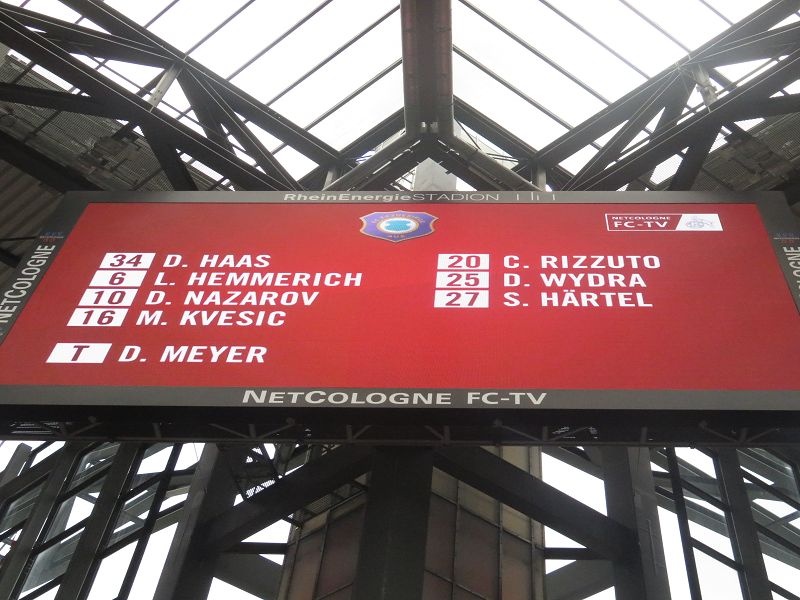 RheinEnergieSTADION
NETCOLOGNE
FC-TV
34 D. HAAS
6 L. HEMMERICH
10 D. NAZAROV
16 M. KVESIC
T D. MEYER
20 C. RIZZUTO
25 D. WYDRA
27 S. HÄRTEL
NETCOLOGNE FC-TV
NETCOLOGNE